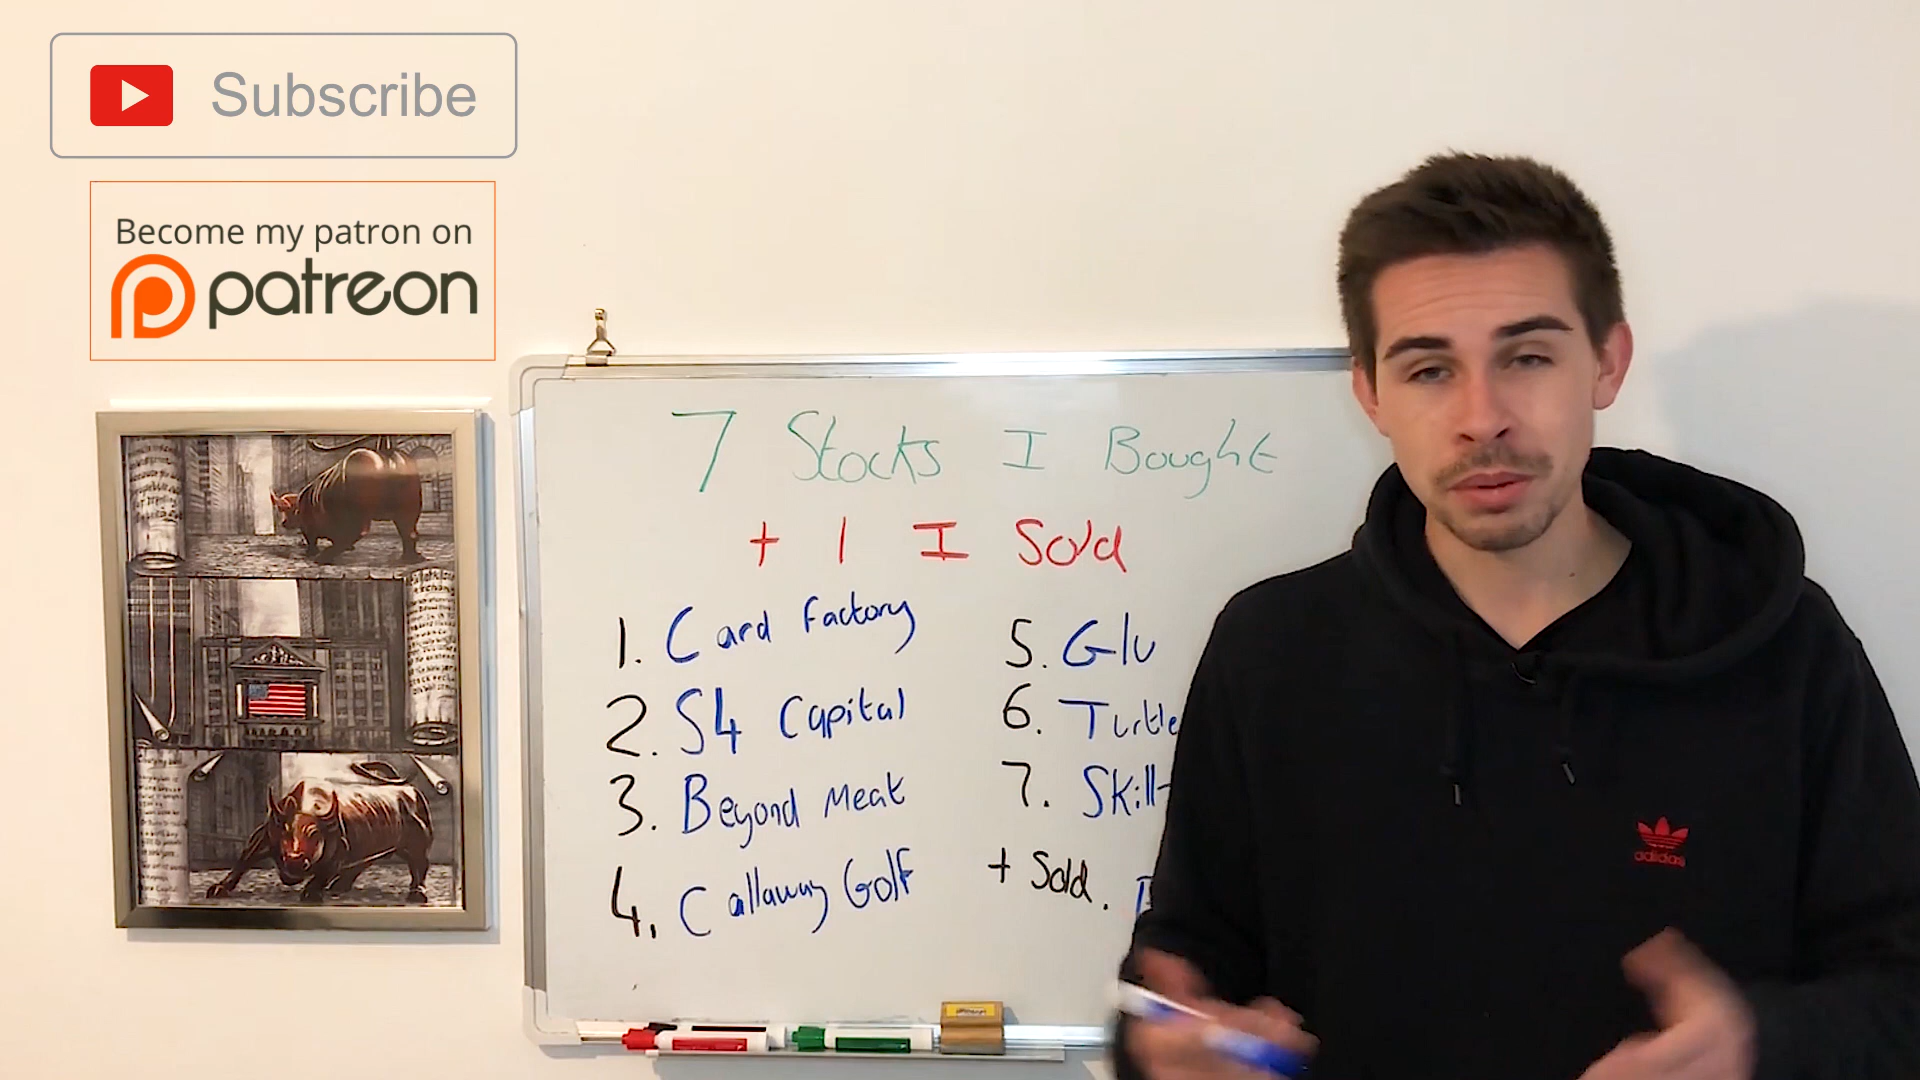 Subscribe
Become my patron on
patreon
7 Stocks I Bought
+ 1 I Sold
1. Card Factory
2. S4 Capital
3. Beyond Meat
4. Callaway Golf
5. Glu
6. Turtle
7. Skill-
+ Sold.
adidas